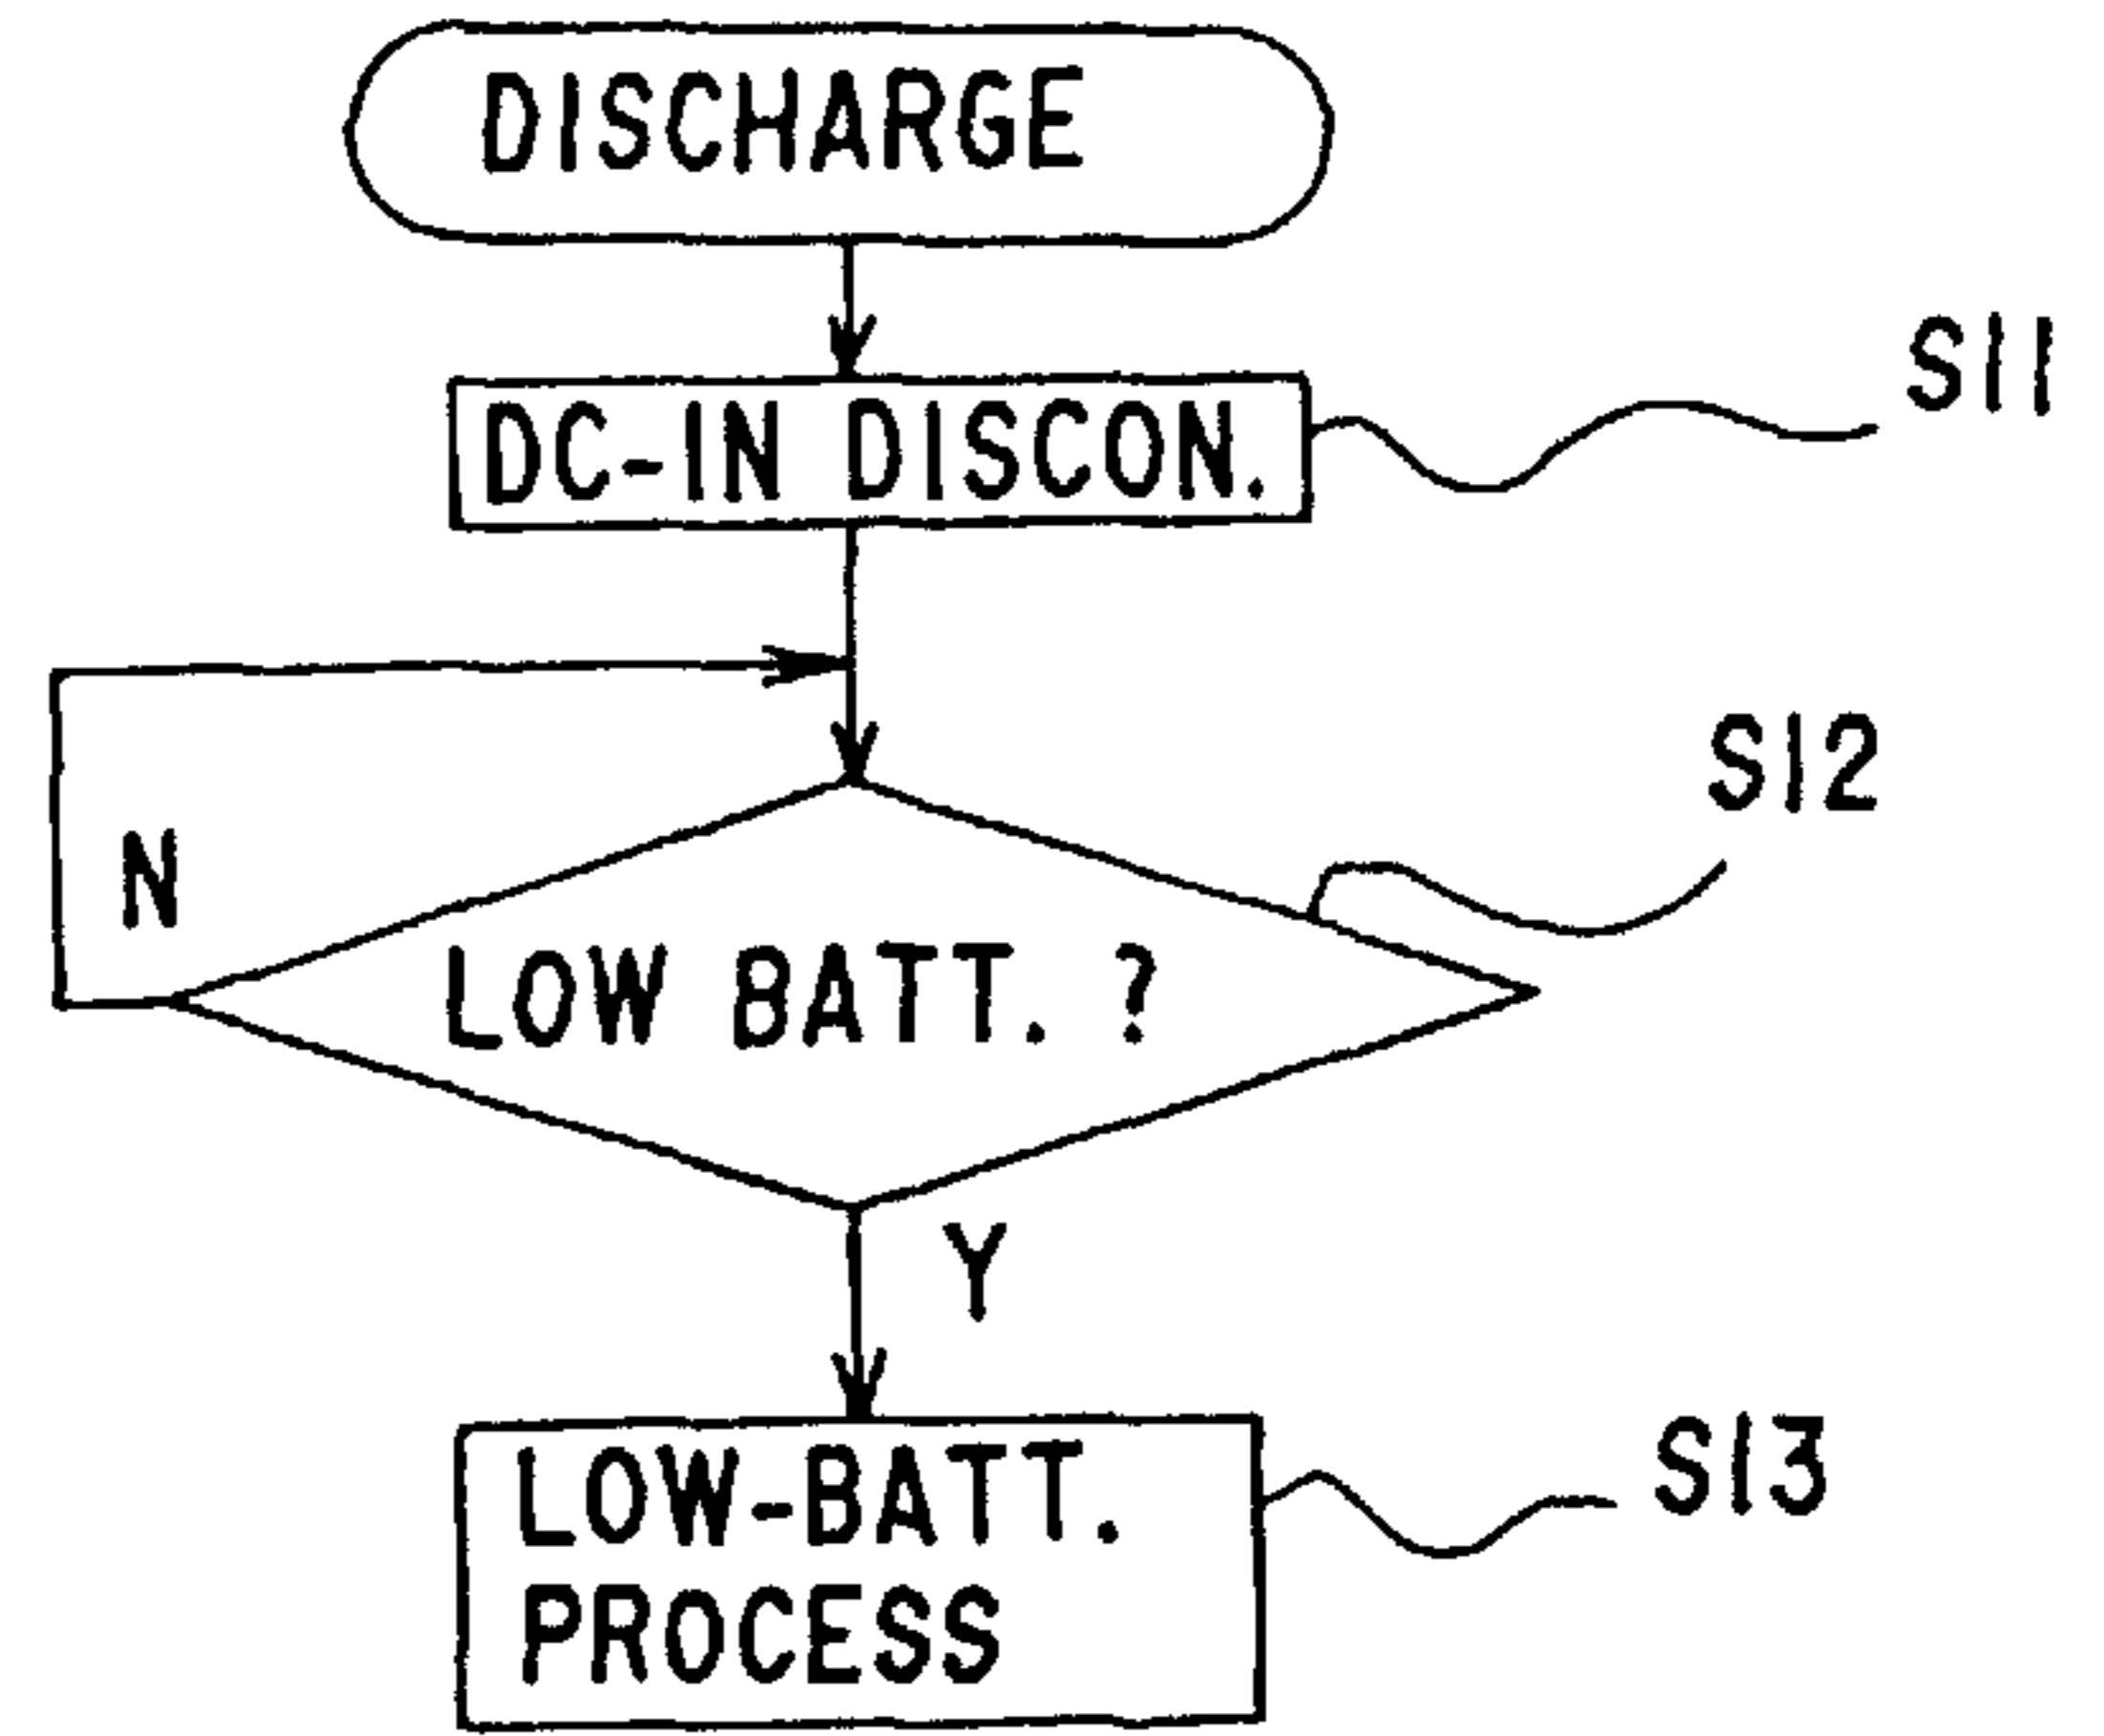 DISCHARGE
S11
DC-IN DISCON.
S12
N
LOW BATT. ?
Y
S13
LOW-BATT.
PROCESS